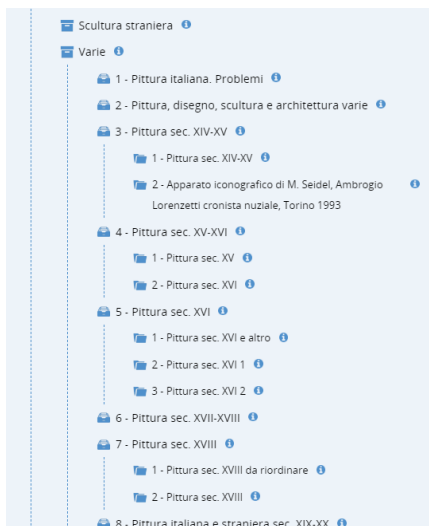 Scultura straniera
Varie
1 - Pittura italiana. Problemi
2 - Pittura, disegno, scultura e architettura varie
3 - Pittura sec. XIV-XV
1 - Pittura sec. XIV-XV
2 - Apparato iconografico di M. Seidel, Ambrogio
Lorenzetti cronista nuziale, Torino 1993
4 - Pittura sec. XV-XVI
1 - Pittura sec. XV
2 - Pittura sec. XVI
5 - Pittura sec. XVI
1 - Pittura sec. XVI e altro
2 - Pittura sec. XVI 1
3 - Pittura sec. XVI 2
6 - Pittura sec. XVII-XVIII
7 - Pittura sec. XVIII
1 - Pittura sec. XVIII da riordinare
2 - Pittura sec. XVIII
8 - Pittura italiana e straniera sec. XIX-XX